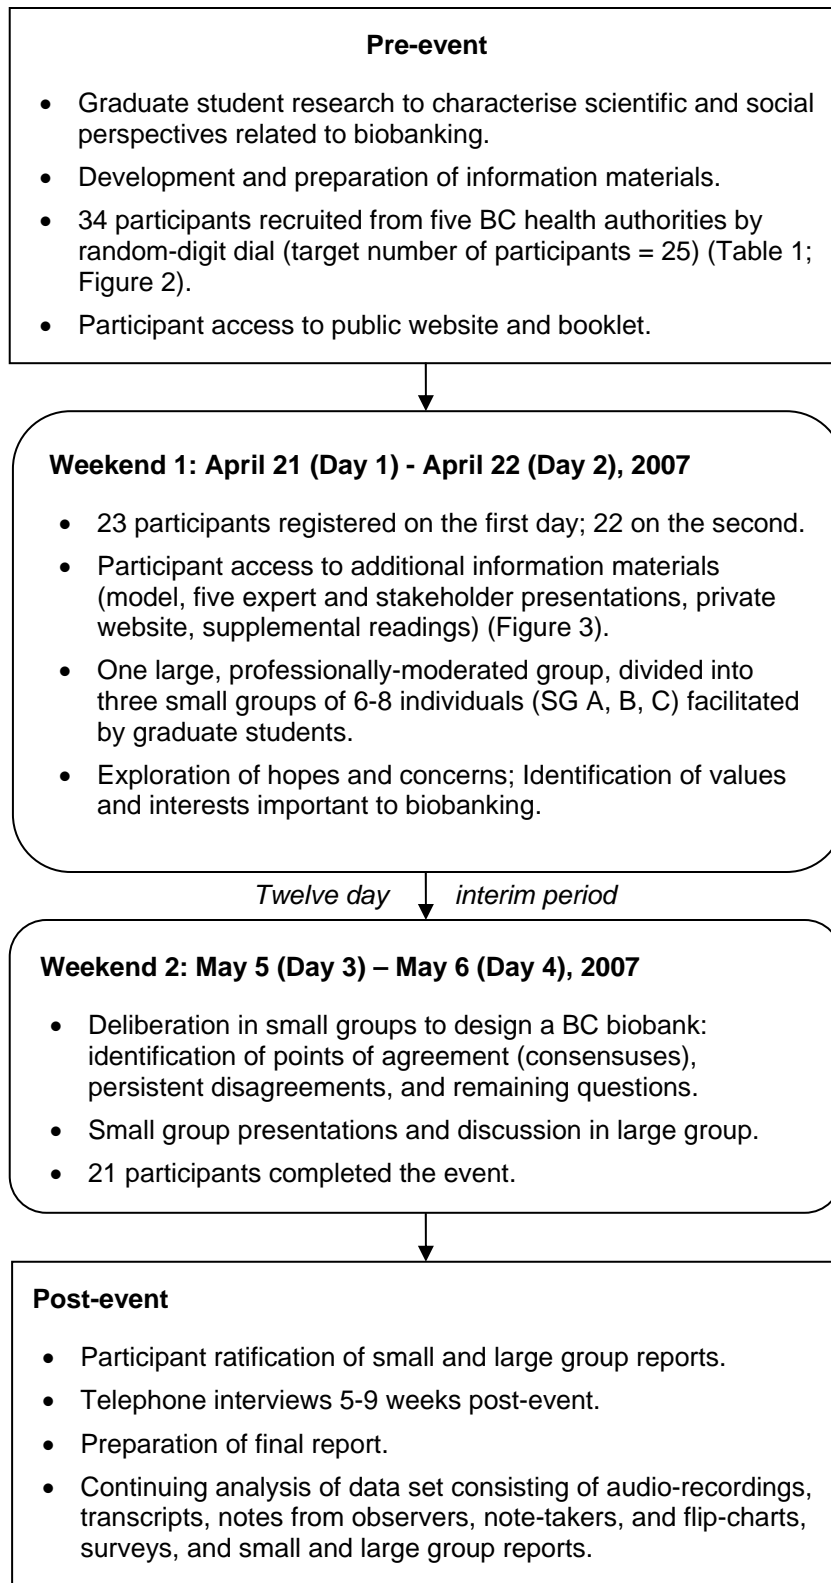 Pre-event
• Graduate student research to characterise scientific and social
perspectives related to biobanking.
• Development and preparation of information materials.
• 34 participants recruited from five BC health authorities by
random-digit dial (target number of participants = 25) (Table 1;
Figure 2).
• Participant access to public website and booklet.
Weekend 1: April 21 (Day 1) - April 22 (Day 2), 2007
• 23 participants registered on the first day; 22 on the second.
• Participant access to additional information materials
(model, five expert and stakeholder presentations, private
website, supplemental readings) (Figure 3).
• One large, professionally-moderated group, divided into
three small groups of 6-8 individuals (SG A, B, C) facilitated
by graduate students.
• Exploration of hopes and concerns; Identification of values
and interests important to biobanking.
Twelve day interim period
Weekend 2: May 5 (Day 3) – May 6 (Day 4), 2007
• Deliberation in small groups to design a BC biobank:
identification of points of agreement (consensuses),
persistent disagreements, and remaining questions.
• Small group presentations and discussion in large group.
• 21 participants completed the event.
Post-event
• Participant ratification of small and large group reports.
• Telephone interviews 5-9 weeks post-event.
• Preparation of final report.
• Continuing analysis of data set consisting of audio-recordings,
transcripts, notes from observers, note-takers, and flip-charts,
surveys, and small and large group reports.